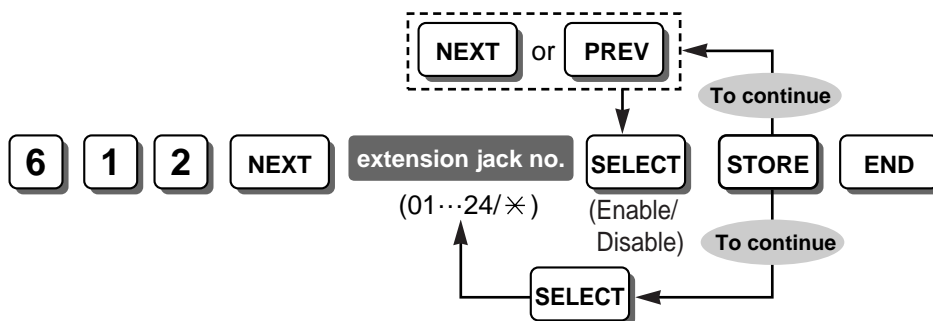 NEXT or PREV
To continue
6 1 2 NEXT extension jack no. SELECT STORE END
(01···24/✳) (Enable/
Disable)
To continue
SELECT